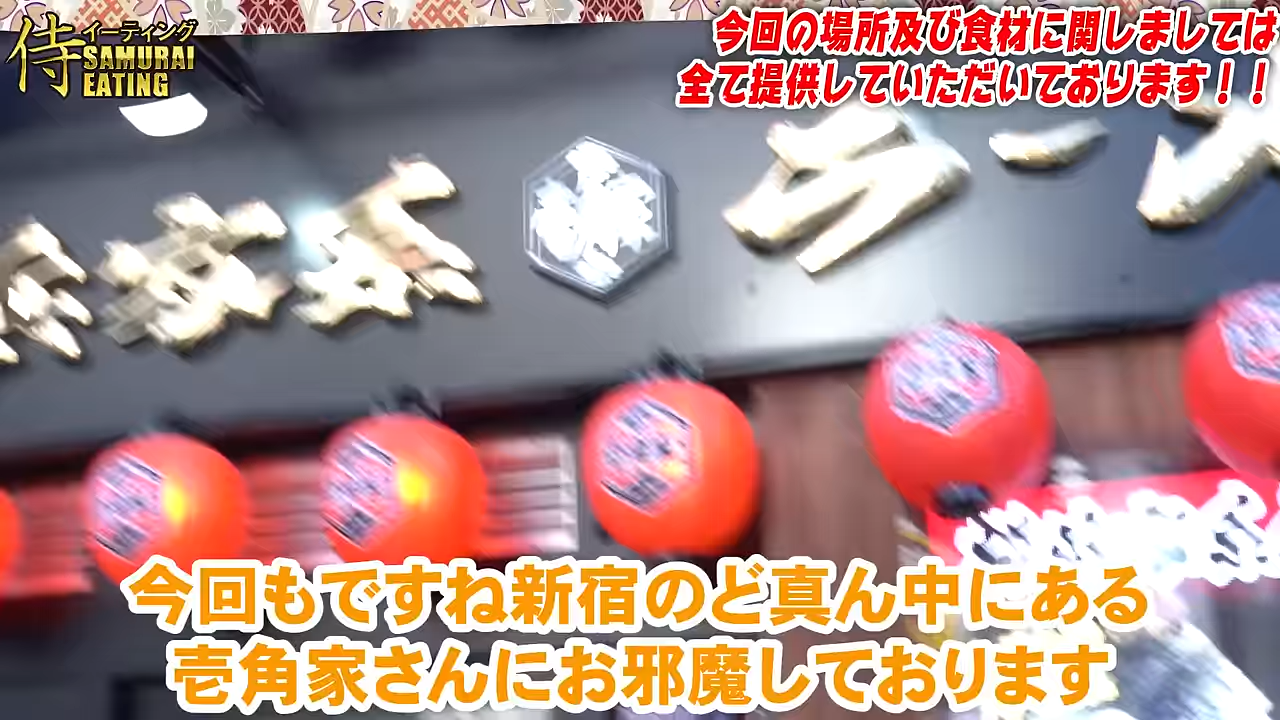 侍
イーティング
SAMURAI
EATING
今回の場所及び食材に関しましては
全て提供していただいております！！
ラー
今回もですね新宿のど真ん中にある
壱角家さんにお邪魔しております